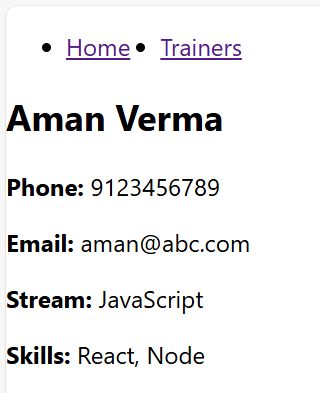 Home Trainers
Aman Verma
Phone: 9123456789
Email: aman@abc.com
Stream: JavaScript
Skills: React, Node